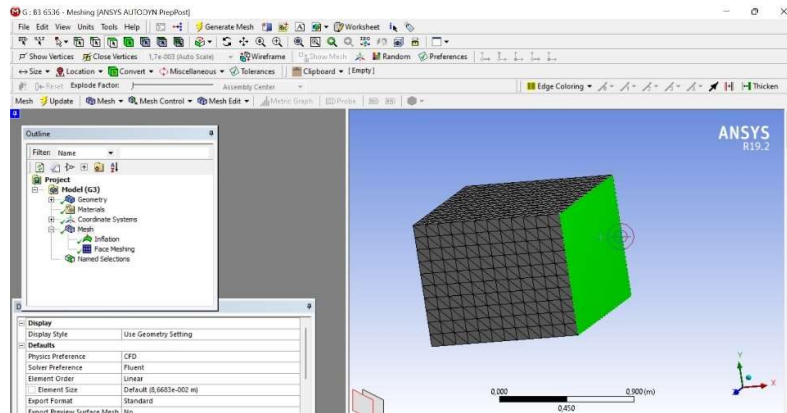 G : B3 6536 - Meshing [ANSYS AUTODYN PrepPost]
File Edit View Units Tools Help Generate Mesh Worksheet
Show Vertices Close Vertices 1,7e-003 (Auto Scale) Wireframe Show Mesh Random Preferences
Size Location Convert Miscellaneous Tolerances Clipboard [Empty]
Reset Explode Factor: Assembly Center Edge Coloring Thicken
Mesh Update Mesh Mesh Control Mesh Edit Metric Graph Probe
Outline
Filter: Name
Project
Model (G3)
Geometry
Materials
Coordinate Systems
Mesh
Inflation
Face Meshing
Named Selections
ANSYS
R19.2
D
Display
Display Style Use Geometry Setting
Defaults
Physics Preference CFD
Solver Preference Fluent
Element Order Linear
Element Size Default (8,6683e-002 m)
Export Format Standard
Export Preview Surface Mesh No
0,000 0,900 (m)
0,450
Y
X